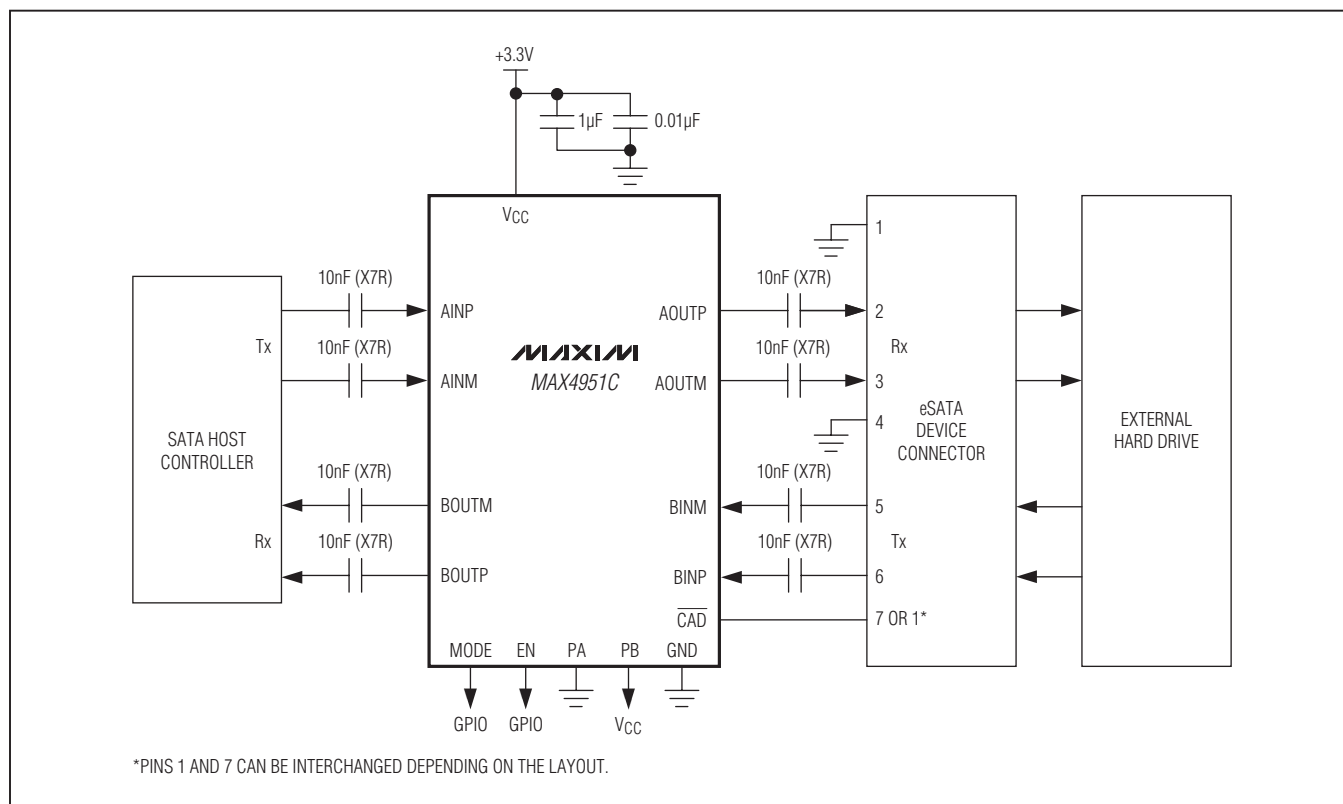 +3.3V
1µF
0.01µF
VCC
1
10nF (X7R)
10nF (X7R)
AINP
AOUTP
2
Tx
10nF (X7R)
MAXIM
10nF (X7R)
Rx
AINM
MAX4951C
AOUTM
3
4
eSATA
DEVICE
CONNECTOR
SATA HOST
CONTROLLER
EXTERNAL
HARD DRIVE
10nF (X7R)
10nF (X7R)
BOUTM
BINM
5
Rx
10nF (X7R)
10nF (X7R)
Tx
BOUTP
BINP
6
CAD
7 OR 1*
MODE
EN
PA
PB
GND
GPIO
GPIO
VCC
*PINS 1 AND 7 CAN BE INTERCHANGED DEPENDING ON THE LAYOUT.